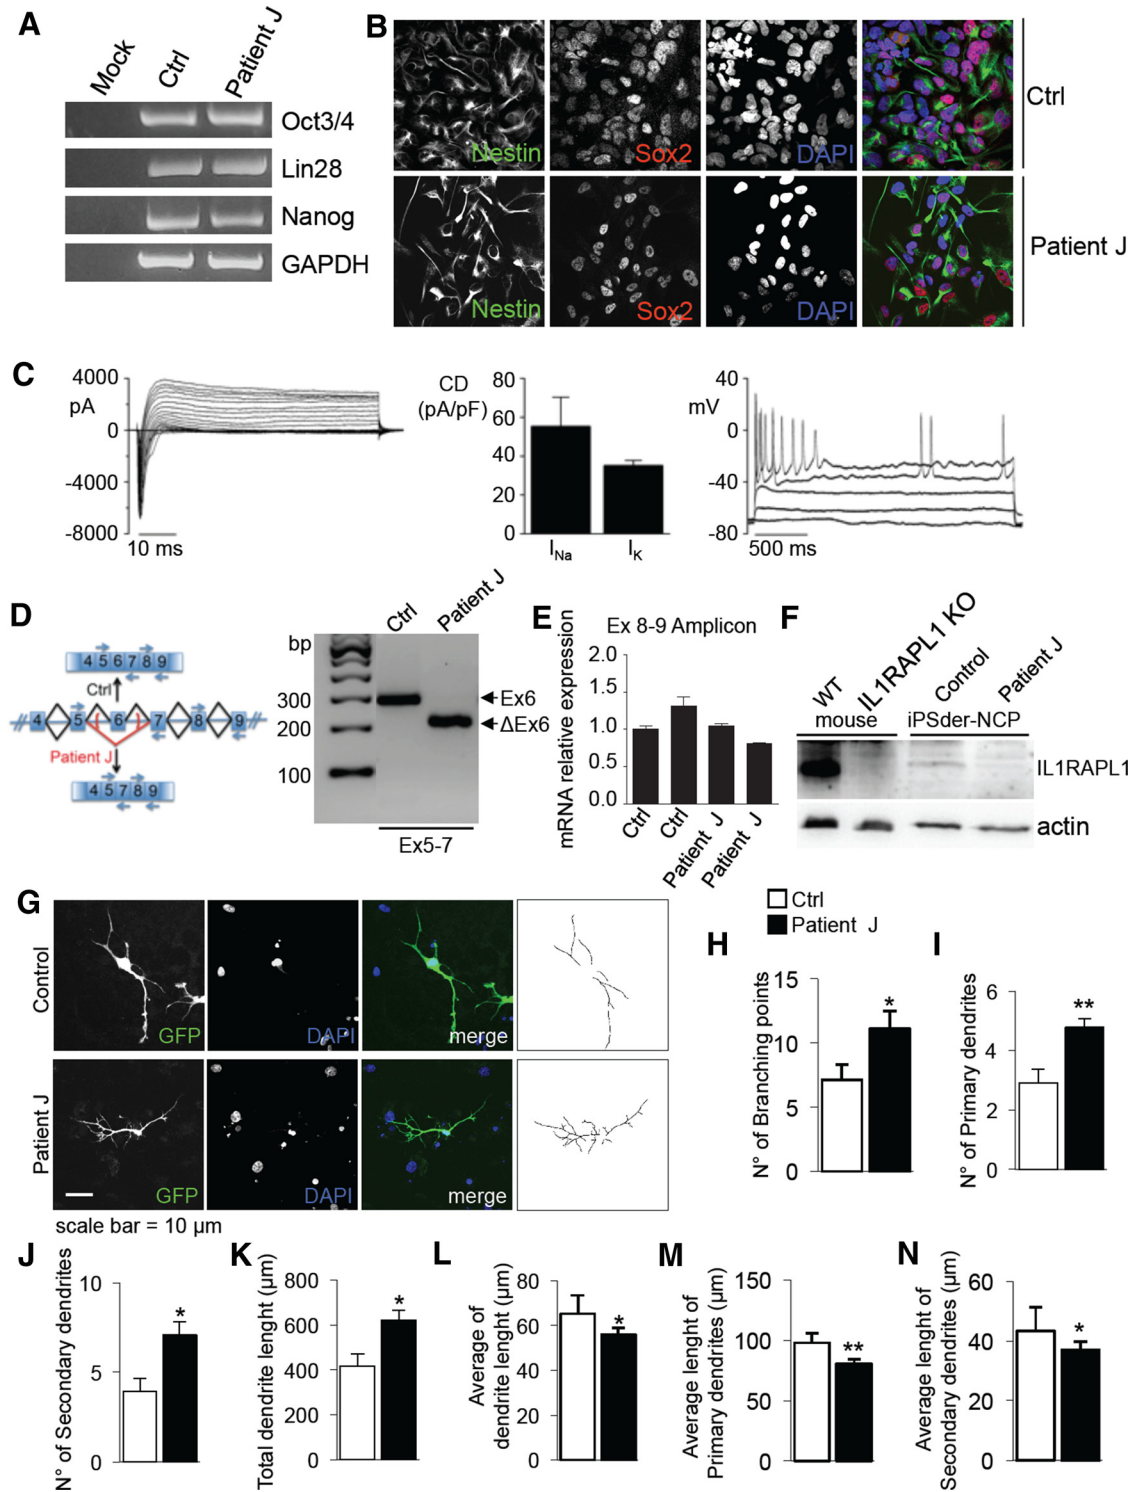 A
Mock
Ctrl
Patient J
Oct3/4
Lin28
Nanog
GAPDH
B
Nestin
Sox2
DAPI
Ctrl
Nestin
Sox2
DAPI
Patient J
C
4000
pA
0
-4000
-8000
10 ms
CD
(pA/pF)
80
60
40
20
0
INa
IK
40
mV
0
-40
-80
500 ms
D
4 5 6 7 8 9
Ctrl
4 5 6 7 8 9
Patient J
4 5 7 8 9
bp
300
200
100
Ctrl
Patient J
Ex6
ΔEx6
Ex5-7
E
Ex 8-9 Amplicon
mRNA relative expression
2.0
1.5
1.0
0.5
0.0
Ctrl
Ctrl
Patient J
Patient J
F
WT
IL1RAPL1 KO
Control
Patient J
mouse
iPSder-NCP
IL1RAPL1
actin
G
Control
GFP
DAPI
merge
Patient J
GFP
DAPI
merge
scale bar = 10 µm
Ctrl
Patient J
H
N° of Branching points
15
10
5
0
*
I
N° of Primary dendrites
6
4
2
0
**
J
N° of Secondary dendrites
10
5
0
*
K
Total dendrite lenght (µm)
800
600
400
200
0
*
L
Average of
dendrite lenght (µm)
80
60
40
20
0
*
M
Average lenght of
Primary dendrites (µm)
150
100
50
0
**
N
Average lenght of
Secondary dendrites (µm)
60
40
20
0
*